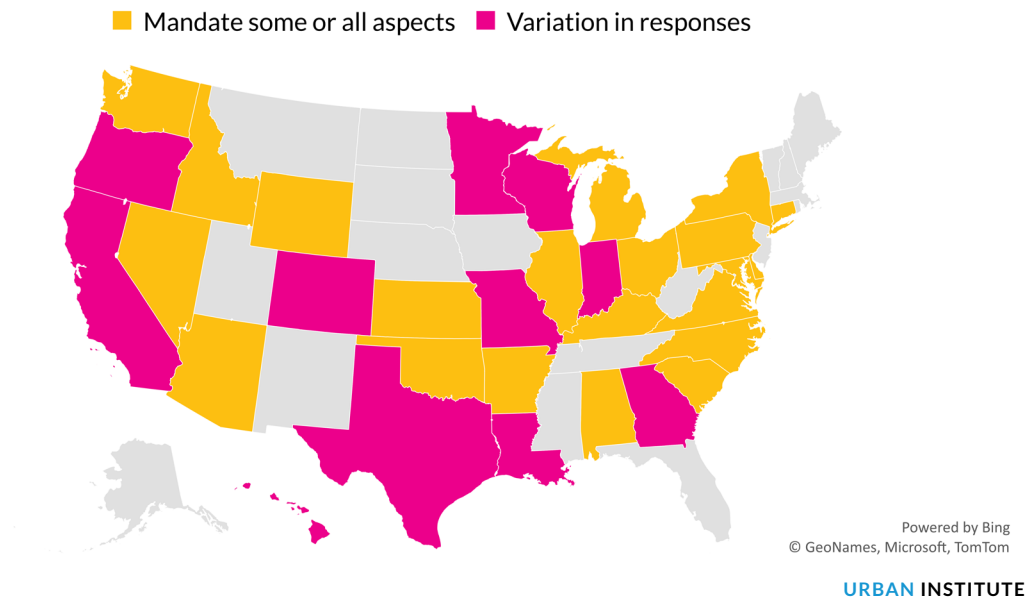 Mandate some or all aspects Variation in responses
Powered by Bing
© GeoNames, Microsoft, TomTom
URBAN INSTITUTE